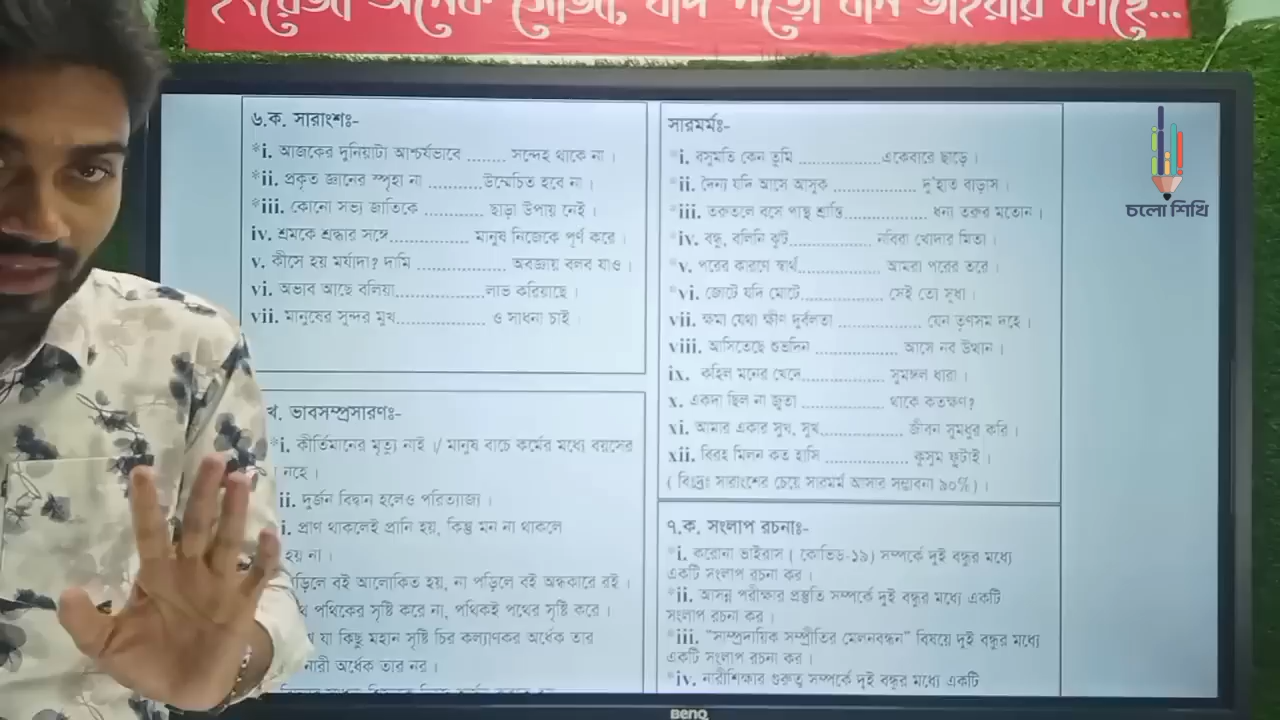 ইংরেজী অনেক সোজা, যদি পড়ো বনি ভাইয়ার কাছে...
চলো শিখি
৬.ক. সারাংশঃ-
*i. আজকের দুনিয়াটা আশ্চর্যভাবে ........ সন্দেহ থাকে না।
*ii. প্রকৃত জ্ঞানের স্পৃহা না ........... উন্মেচিত হবে না।
*iii. কোনো সভ্য জাতিকে ............ ছাড়া উপায় নেই।
iv. শ্রমকে শ্রদ্ধার সঙ্গে................ মানুষ নিজেকে পূর্ণ করে।
v. কীসে হয় মর্যাদা? দামি .................. অবজ্ঞায় বলব যাও।
vi. অভাব আছে বলিয়া..................লাভ করিয়াছে।
vii. মানুষের সুন্দর মুখ.................. ও সাধনা চাই।
খ. ভাবসম্প্রসারণঃ-
*i. কীর্তিমানের মৃত্যু নাই।/ মানুষ বাচে কর্মের মধ্যে বয়সের
নহে।
ii. দুর্জন বিদ্বান হলেও পরিত্যাজ্য।
i. প্রাণ থাকলেই প্রানি হয়, কিন্তু মন না থাকলে
হয় না।
ড়িলে বই আলোকিত হয়, না পড়িলে বই অন্ধকারে রই।
থ পথিকের সৃষ্টি করে না, পথিকই পথের সৃষ্টি করে।
যা কিছু মহান সৃষ্টি চির কল্যাণকর অর্ধেক তার
নারী অর্ধেক তার নর।
সারমর্মঃ-
*i. বসুমতি কেন তুমি .................একেবারে ছাড়ে।
*ii. দৈন্য যদি আসে আসুক ................. দু'হাত বাড়াস।
*iii. তরুতলে বসে পান্থ শ্রান্তি................. ধন্য তরুর মতোন।
*iv. বন্ধু, বলিনি ঝুট................. নবিরা খোদার মিতা।
*v. পরের কারণে স্বার্থ................. আমরা পরের তরে।
*vi. জোটে যদি মোটে................. সেই তো সুধা।
vii. ক্ষমা যেথা ক্ষীণ দুর্বলতা ................. যেন তৃণসম দহে।
viii. আসিতেছে শুভদিন ................. আসে নব উত্থান।
ix. কহিল মনের খেদে................. সুমঙ্গল ধারা।
x. একদা ছিল না জুতা ................. থাকে কতক্ষণ?
xi. আমার একার সুখ, সুখ................. জীবন সুমধুর করি।
xii. বিরহ মিলন কত হাসি ................. কুসুম ফুটাই।
( বিঃদ্রঃ সারাংশের চেয়ে সারমর্ম আসার সম্ভাবনা ৯০%)।
৭.ক. সংলাপ রচনাঃ-
*i. করোনা ভাইরাস ( কোভিড-১৯) সম্পর্কে দুই বন্ধুর মধ্যে
একটি সংলাপ রচনা কর।
*ii. আসন্ন পরীক্ষার প্রস্তুতি সম্পর্কে দুই বন্ধুর মধ্যে একটি
সংলাপ রচনা কর।
*iii. "সাম্প্রদায়িক সম্প্রীতির মেলনবন্ধন" বিষয়ে দুই বন্ধুর মধ্যে
একটি সংলাপ রচনা কর।
*iv. নারীশিক্ষার গুরুত্ব সম্পর্কে দুই বন্ধুর মধ্যে একটি
BenQ